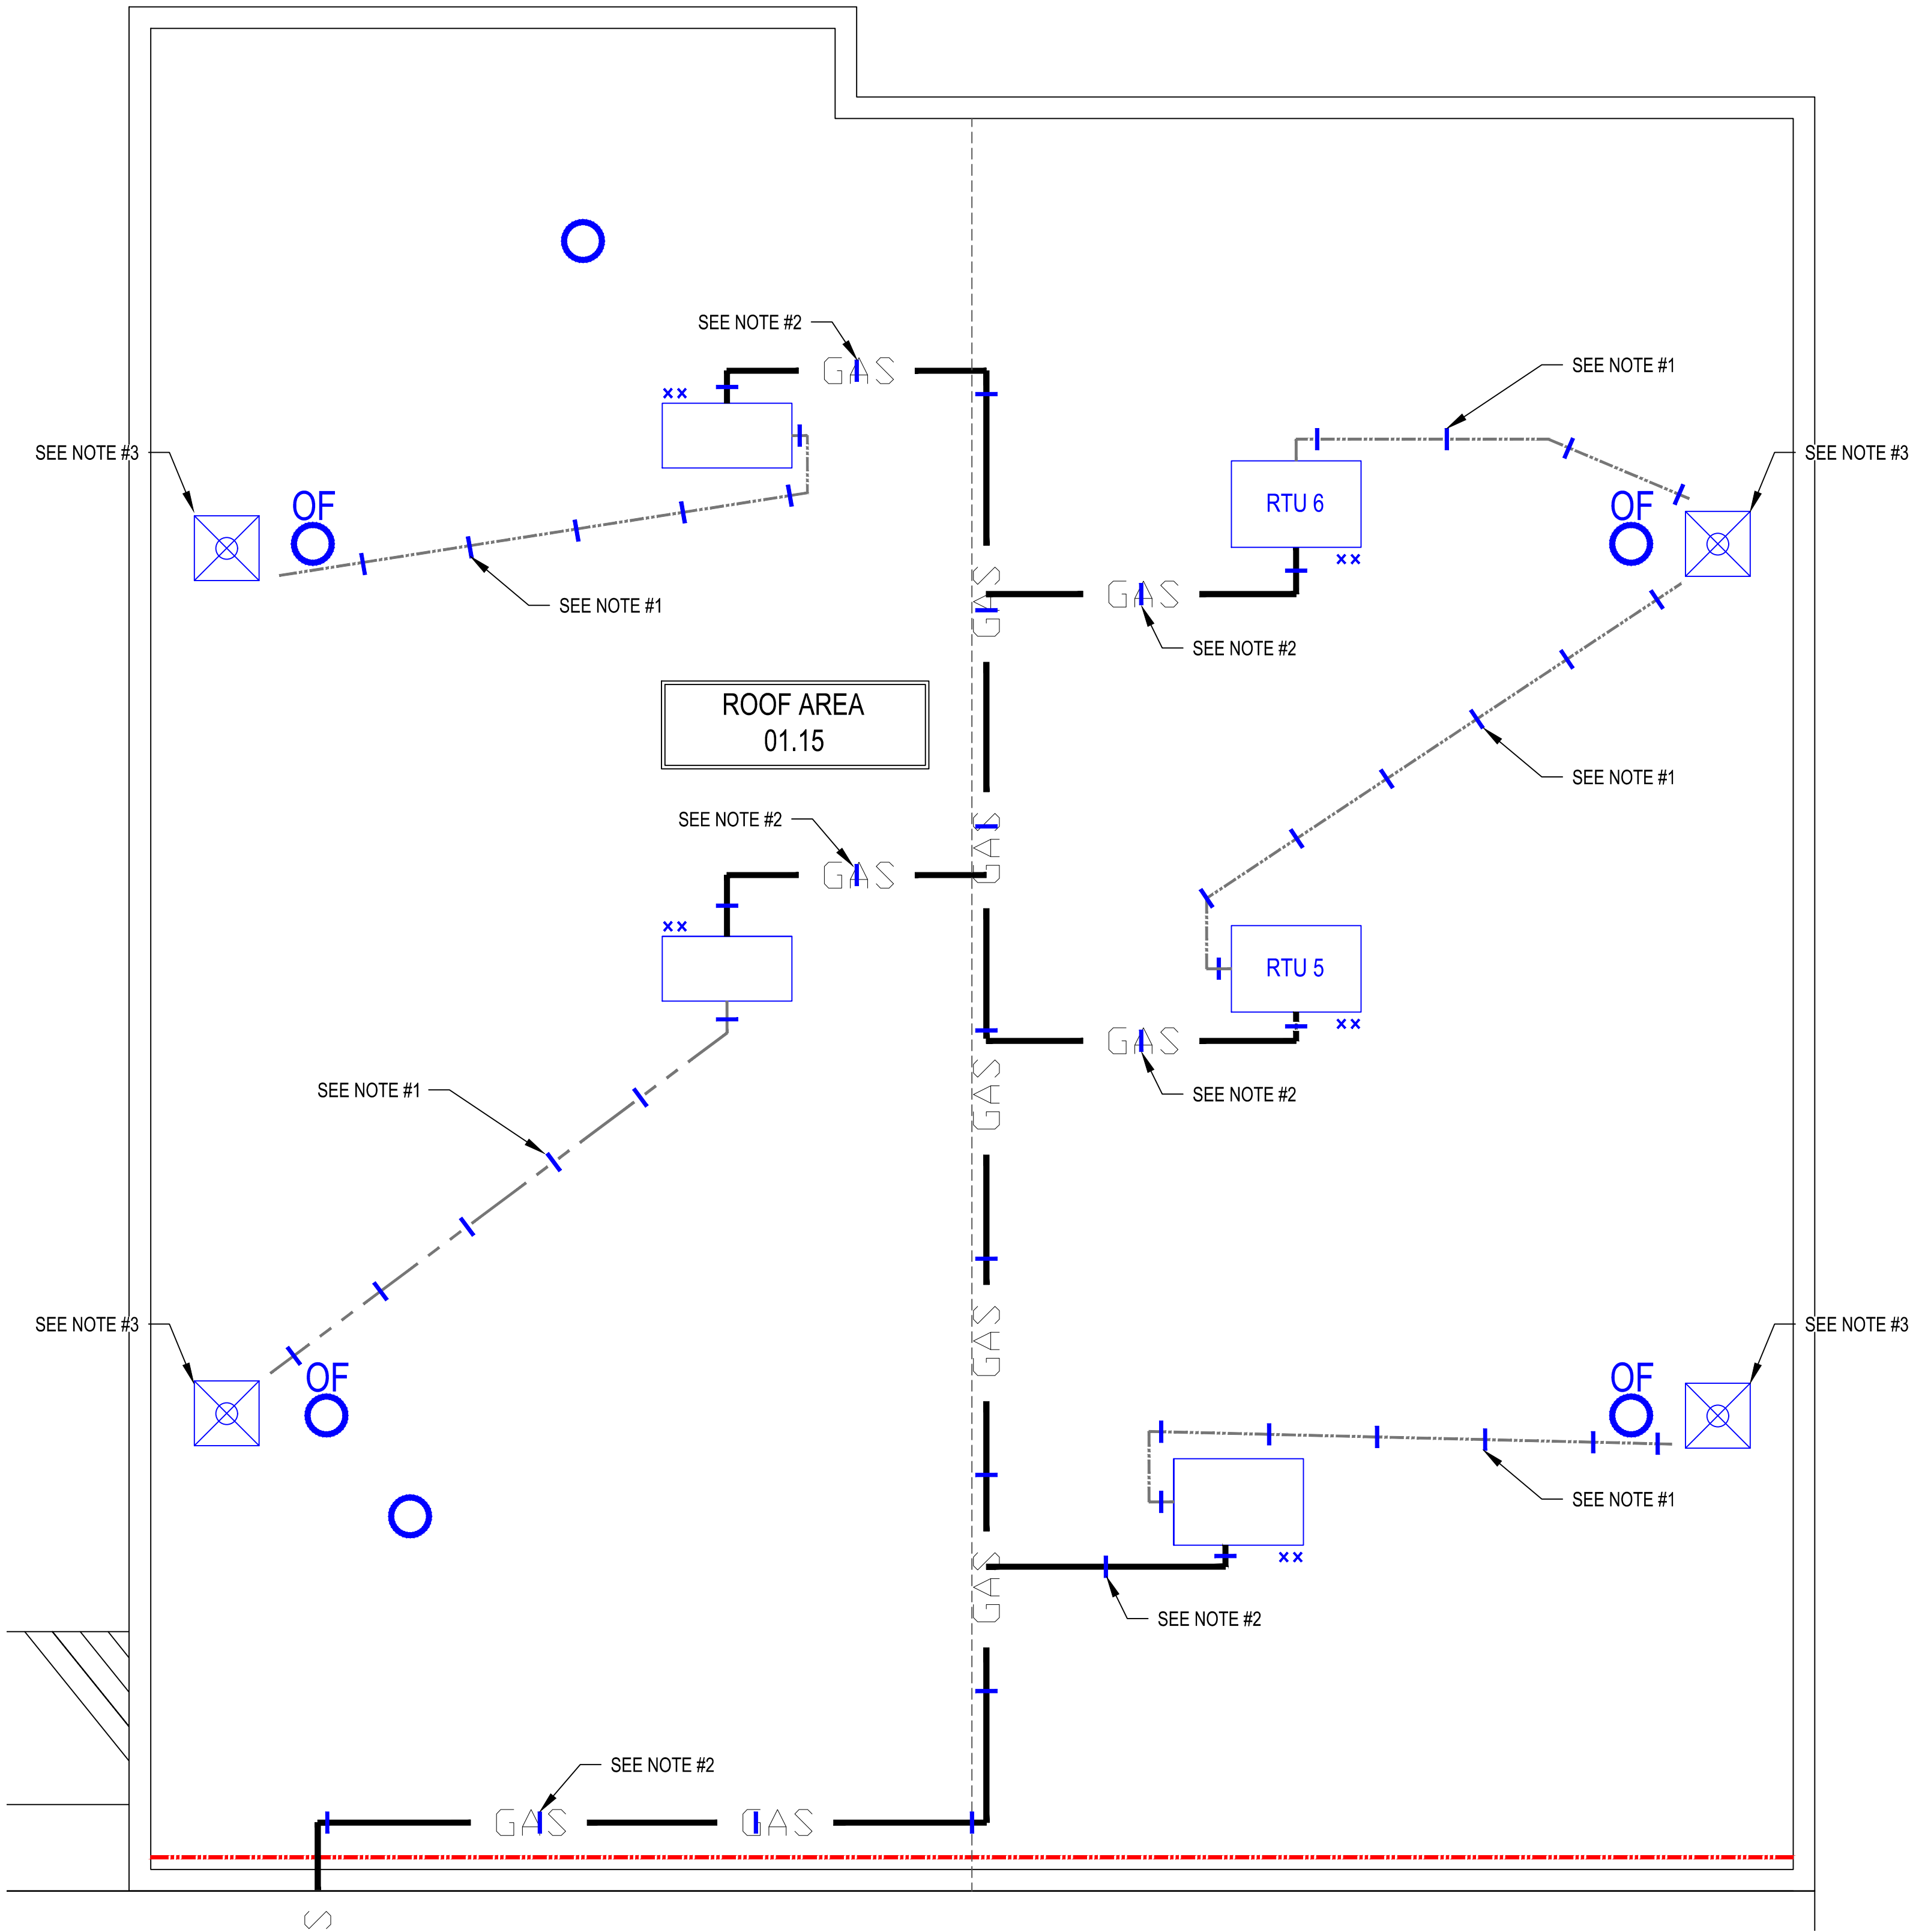 SEE NOTE #2
GAS
SEE NOTE #1
××
SEE NOTE #3
SEE NOTE #3
OF
RTU 6
OF
××
GAS
GAS
SEE NOTE #1
SEE NOTE #2
ROOF AREA
01.15
SEE NOTE #1
SEE NOTE #2
GAS
GAS
××
RTU 5
××
GAS
SEE NOTE #1
GAS
SEE NOTE #2
SEE NOTE #3
SEE NOTE #3
GAS
OF
OF
SEE NOTE #1
××
GAS
SEE NOTE #2
SEE NOTE #2
GAS
GAS
S